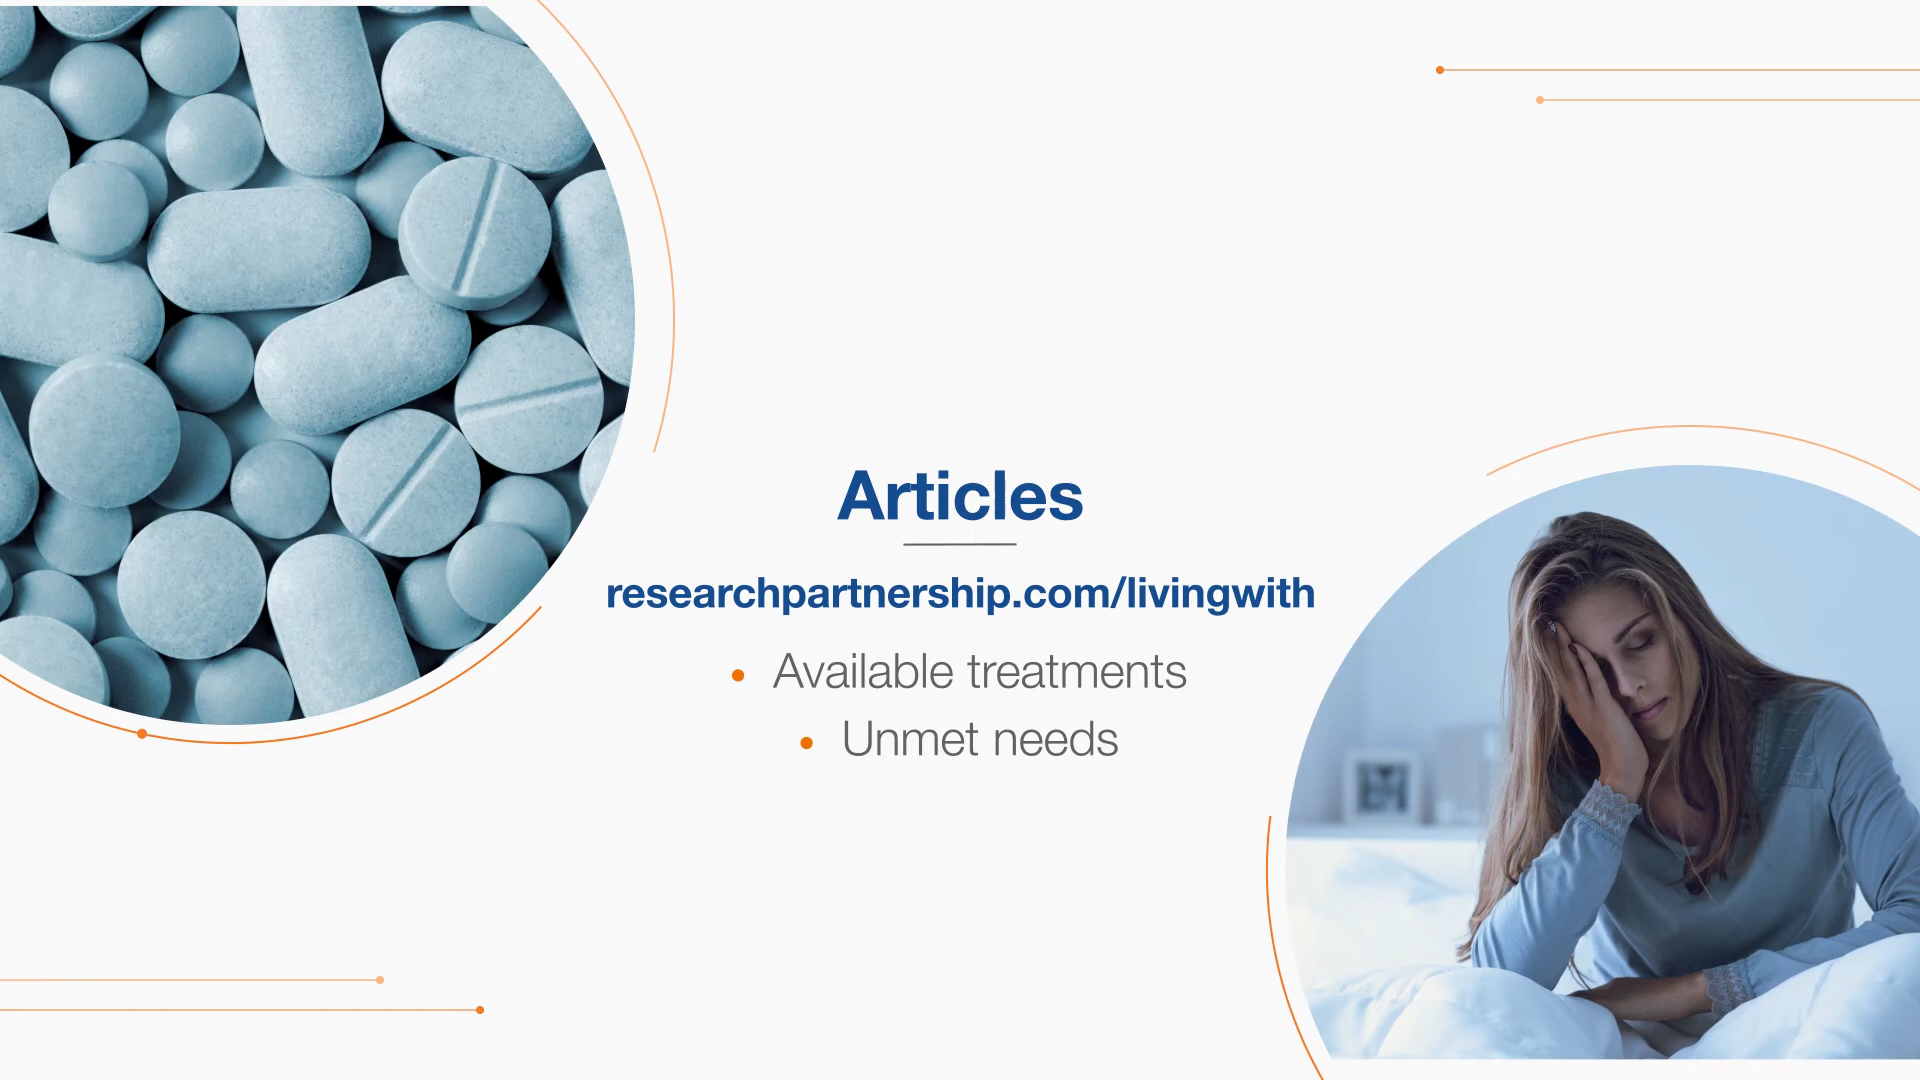 Articles
researchpartnership.com/livingwith
• Available treatments
• Unmet needs